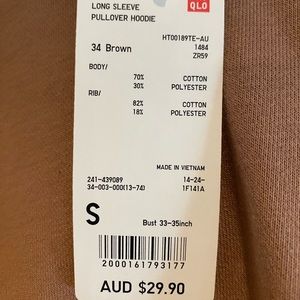 LONG SLEEVE
PULLOVER HOODIE
QLO
34 Brown
HT00189TE-AU
1484
ZR59
BODY/
70% COTTON
30% POLYESTER
RIB/
82% COTTON
18% POLYESTER
MADE IN VIETNAM
241-439089 14-24-
34-003-000(13-74) 1F141A
S
Bust 33-35inch
2000161793177
AUD $29.90